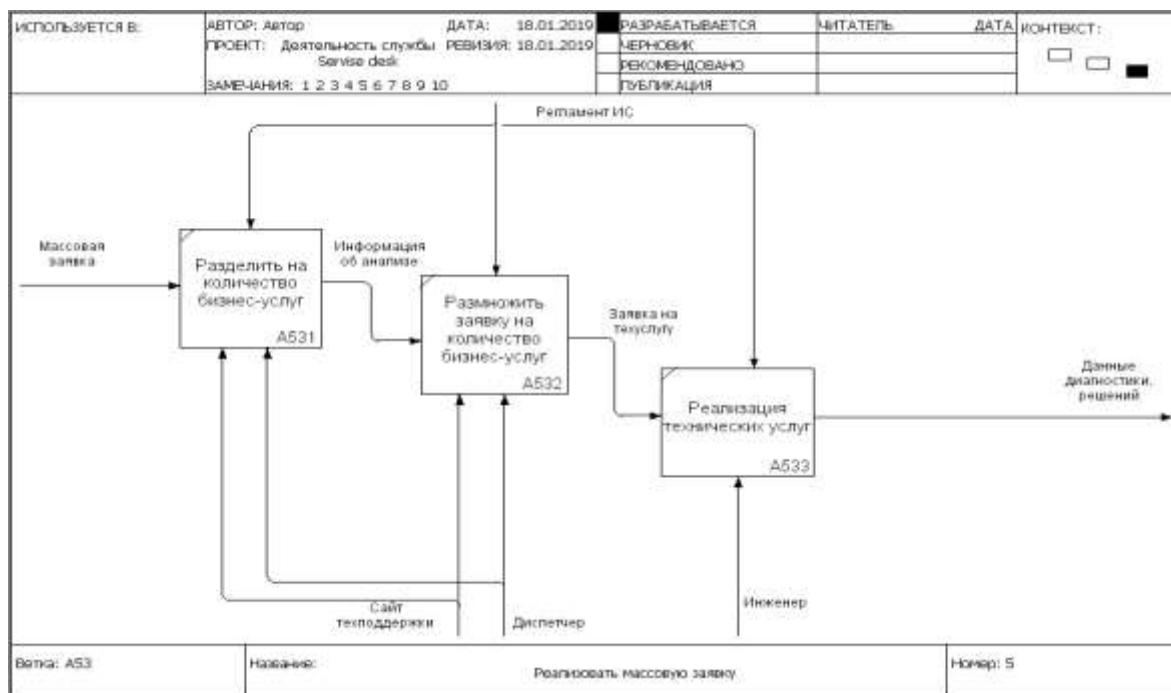 ИСПОЛЬЗУЕТСЯ В:
АВТОР: Автор
ДАТА: 18.01.2019
ПРОЕКТ: Деятельность службы
Servise desk
РЕВИЗИЯ: 18.01.2019
ЗАМЕЧАНИЯ: 1 2 3 4 5 6 7 8 9 10
РАЗРАБАТЫВАЕТСЯ
ЧЕРНОВИК
РЕКОМЕНДОВАНО
ПУБЛИКАЦИЯ
ЧИТАТЕЛЬ
ДАТА
КОНТЕКСТ:
Регламент ИС
Массовая
заявка
Разделить на
количество
бизнес-услуг
A531
Информация
об анализе
Размножить
заявку на
количество
бизнес-услуг
A532
Заявка на
техуслугу
Реализация
технических услуг
A533
Данные
диагностики,
решений
Сайт
техподдержки
Диспетчер
Инженер
Ветка: A53
Название:
Реализовать массовую заявку
Номер: 5